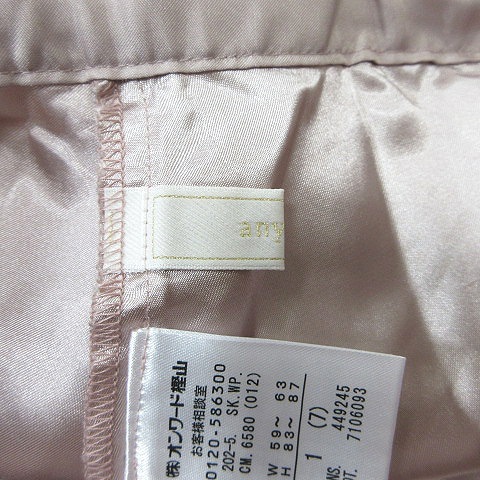 any
(株)オンワード樫山
お客様相談室
0120-586300
202-5. SK.WP.
CM. 6580 (012)
W 59~ 63
H 83~ 87
1 (7)
449245
7106093